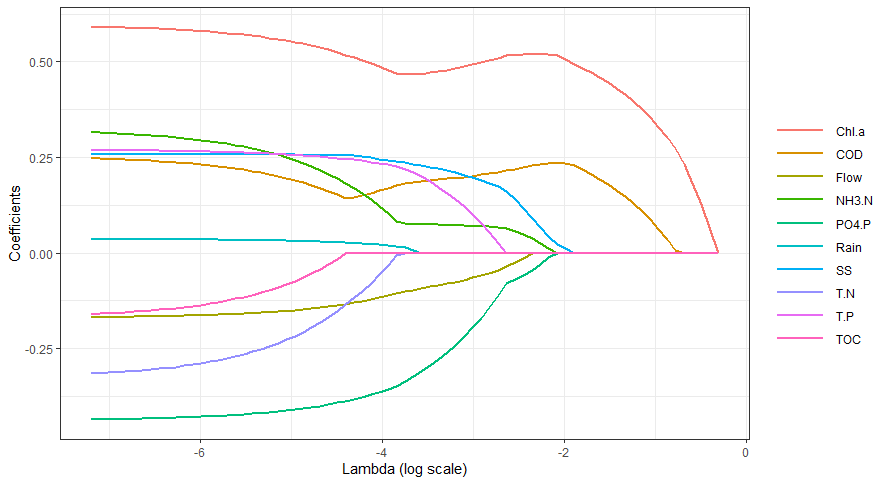 0.50
0.25
0.00
-0.25
Coefficients
-6
-4
-2
0
Lambda (log scale)
Chl.a
COD
Flow
NH3.N
PO4.P
Rain
SS
T.N
T.P
TOC